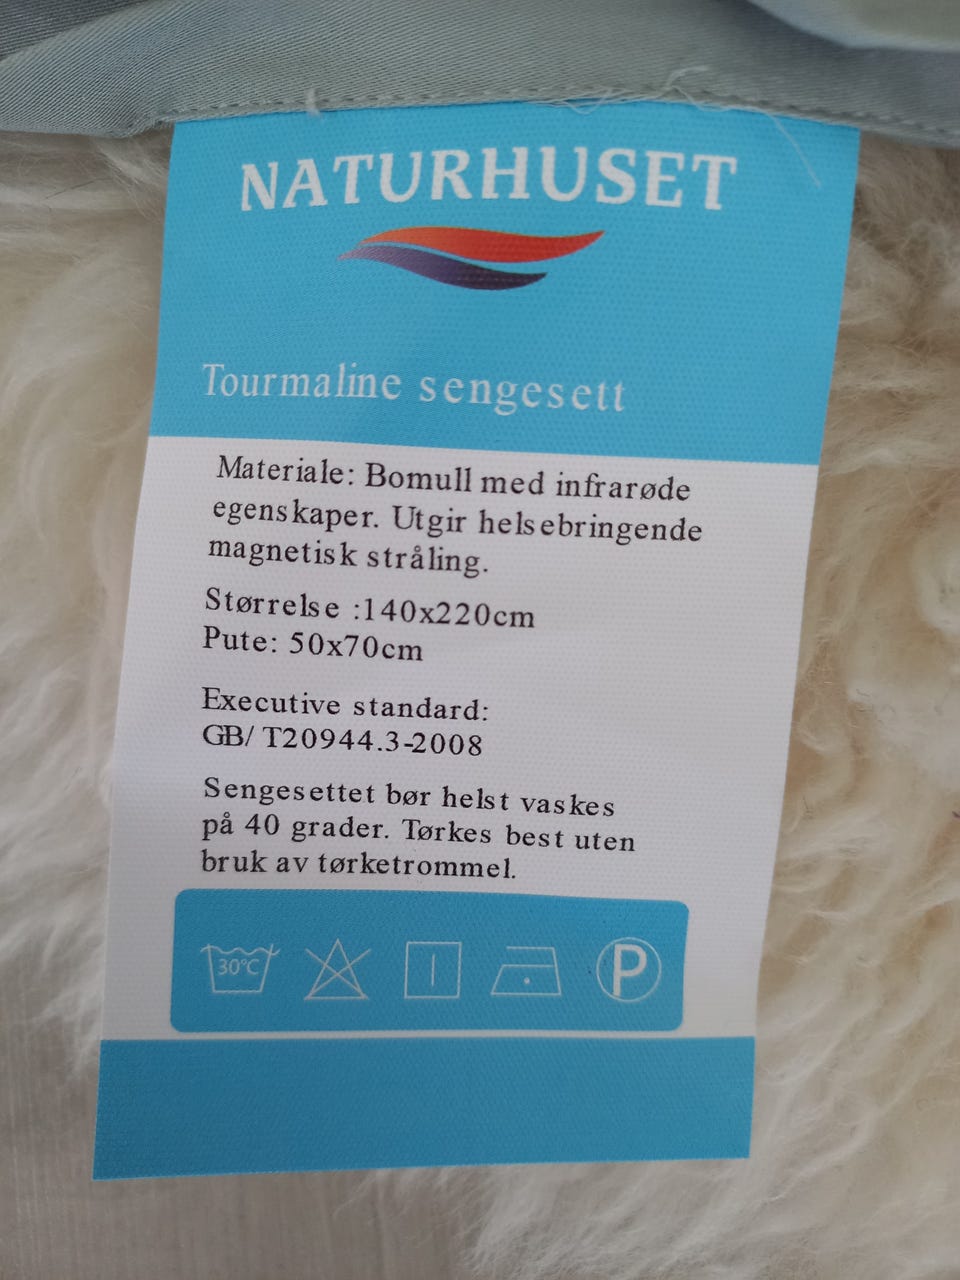 NATURHUSET
Tourmaline sengesett
Materiale: Bomull med infrarøde
egenskaper. Utgir helsebringende
magnetisk stråling.
Størrelse :140x220cm
Pute: 50x70cm
Executive standard:
GB/ T20944.3-2008
Sengesettet bør helst vaskes
på 40 grader. Tørkes best uten
bruk av tørketrommel.
30°C P